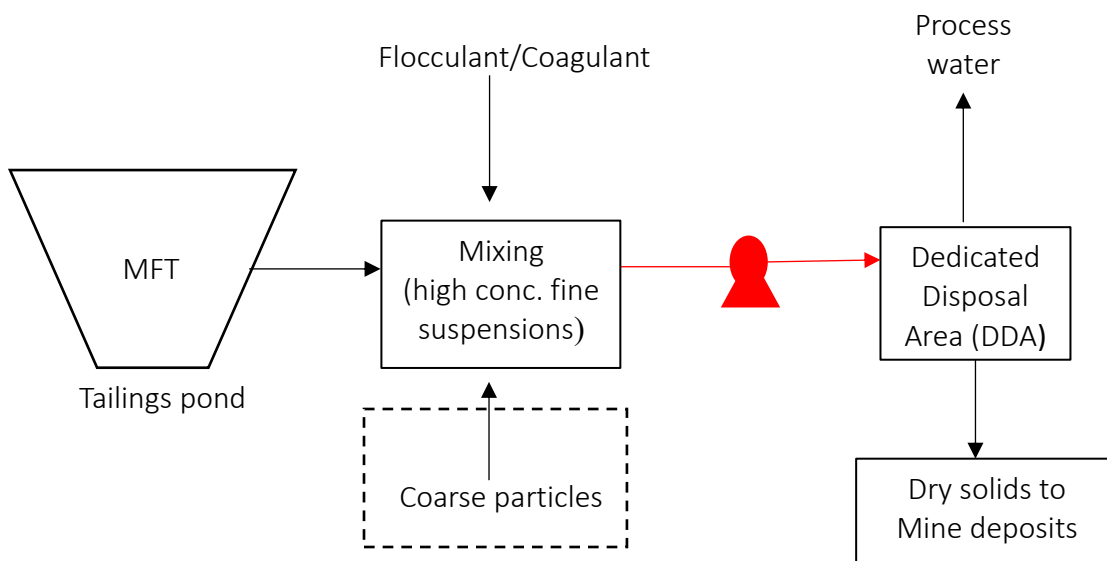 Process
water
Flocculant/Coagulant
MFT
Mixing
(high conc. fine
suspensions)
Dedicated
Disposal
Area (DDA)
Tailings pond
Coarse particles
Dry solids to
Mine deposits